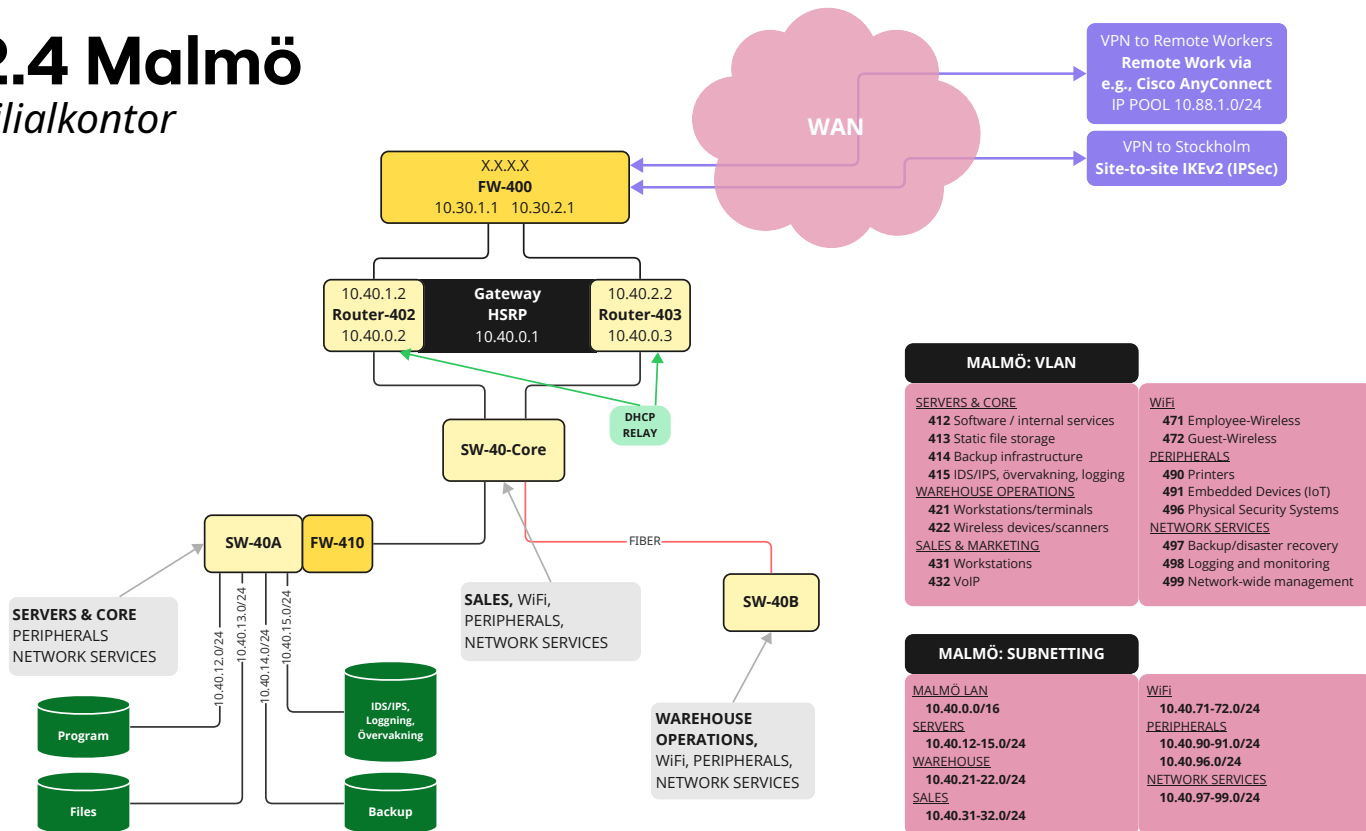 2.4 Malmö
ilialkontor
WAN
VPN to Remote Workers
Remote Work via
e.g., Cisco AnyConnect
IP POOL 10.88.1.0/24
VPN to Stockholm
Site-to-site IKEv2 (IPSec)
X.X.X.X
FW-400
10.30.1.1 10.30.2.1
10.40.1.2
Router-402
10.40.0.2
Gateway
HSRP
10.40.0.1
10.40.2.2
Router-403
10.40.0.3
DHCP
RELAY
SW-40-Core
SW-40A
FW-410
FIBER
SW-40B
SERVERS & CORE
PERIPHERALS
NETWORK SERVICES
SALES, WiFi,
PERIPHERALS,
NETWORK SERVICES
WAREHOUSE
OPERATIONS,
WiFi, PERIPHERALS,
NETWORK SERVICES
10.40.12.0/24
10.40.13.0/24
10.40.14.0/24
10.40.15.0/24
Program
Files
IDS/IPS,
Loggning,
Övervakning
Backup
MALMÖ: VLAN
SERVERS & CORE
412 Software / internal services
413 Static file storage
414 Backup infrastructure
415 IDS/IPS, övervakning, logging
WAREHOUSE OPERATIONS
421 Workstations/terminals
422 Wireless devices/scanners
SALES & MARKETING
431 Workstations
432 VoIP
WiFi
471 Employee-Wireless
472 Guest-Wireless
PERIPHERALS
490 Printers
491 Embedded Devices (IoT)
496 Physical Security Systems
NETWORK SERVICES
497 Backup/disaster recovery
498 Logging and monitoring
499 Network-wide management
MALMÖ: SUBNETTING
MALMÖ LAN
10.40.0.0/16
SERVERS
10.40.12-15.0/24
WAREHOUSE
10.40.21-22.0/24
SALES
10.40.31-32.0/24
WiFi
10.40.71-72.0/24
PERIPHERALS
10.40.90-91.0/24
10.40.96.0/24
NETWORK SERVICES
10.40.97-99.0/24